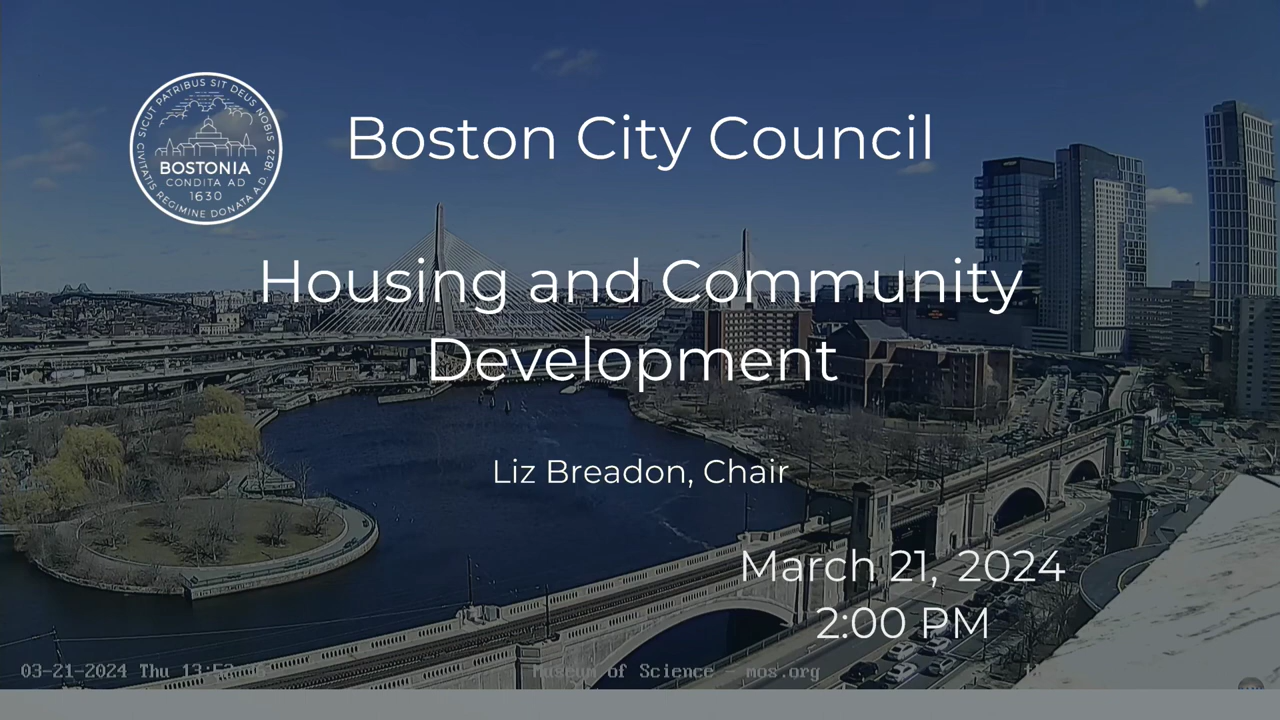 SICUT PATRIBUS SIT DEUS NOBIS
BOSTONIA
CONDITA AD
1630
CIVITATIS REGIMINE DONATA A.D. 1822
Boston City Council
Housing and Community
Development
Liz Breadon, Chair
March 21, 2024
2:00 PM
03-21-2024 Thu
Museum of Science - mos.org